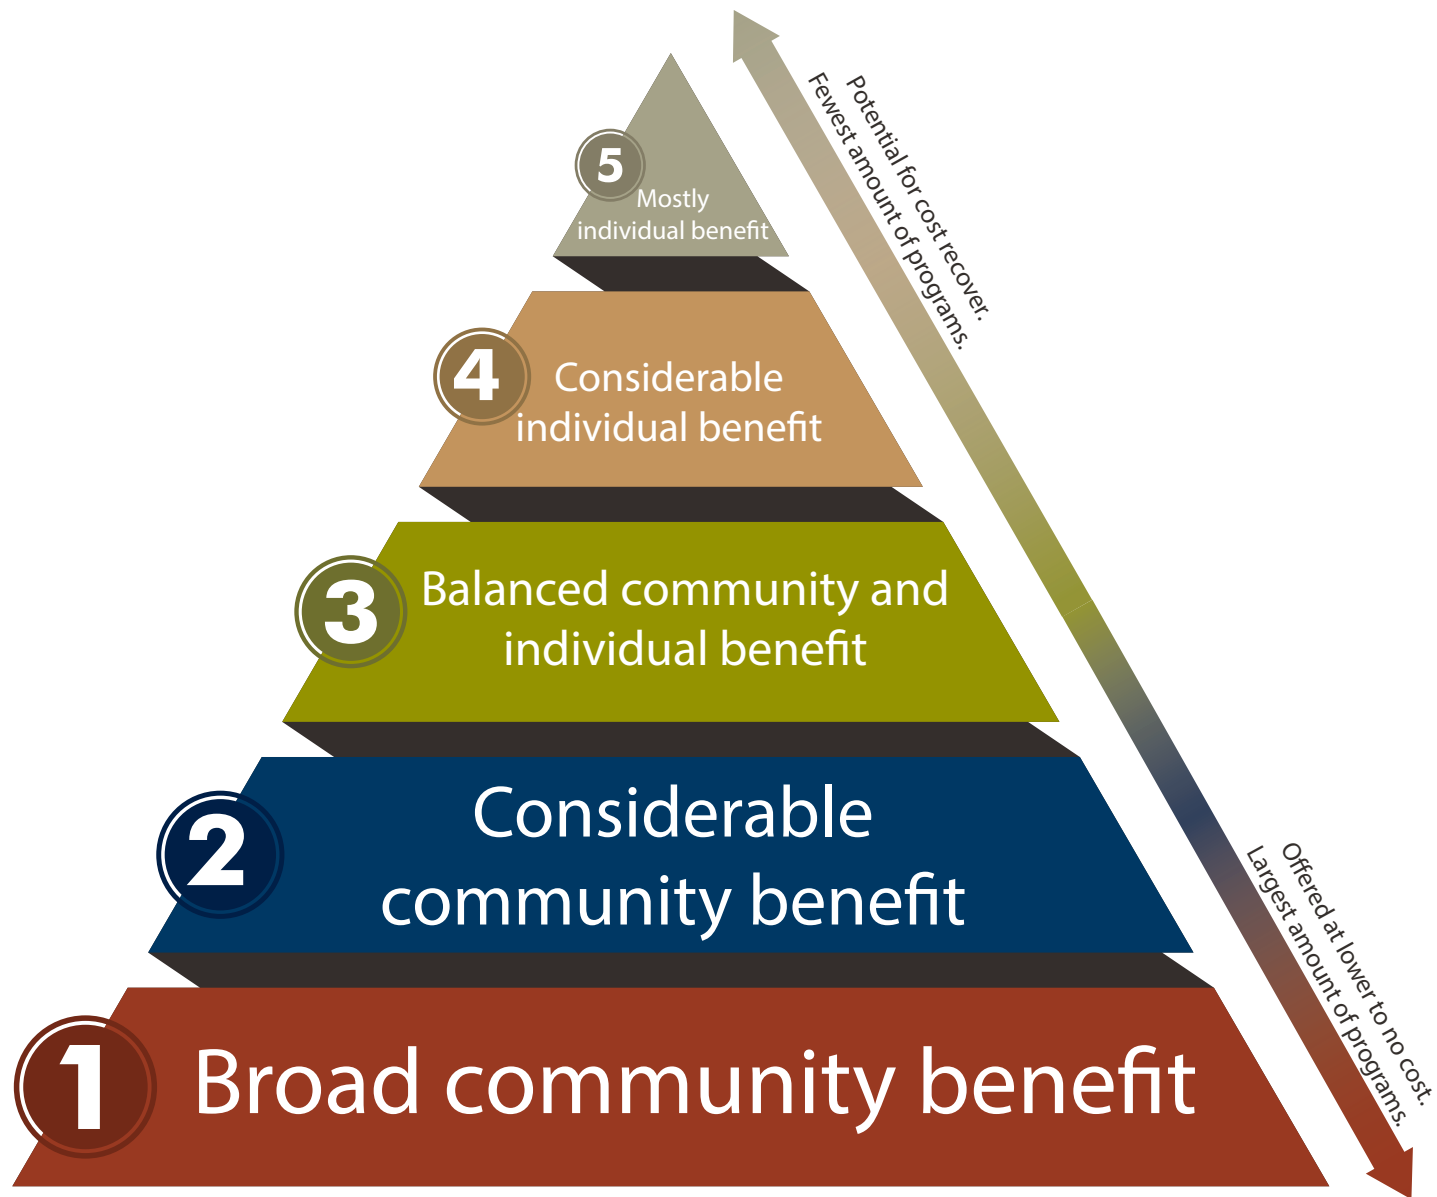 5
Mostly
individual benefit
4
Considerable
individual benefit
3
Balanced community and
individual benefit
2
Considerable
community benefit
1
Broad community benefit
Potential for cost recover.
Fewest amount of programs.
Offered at lower to no cost.
Largest amount of programs.